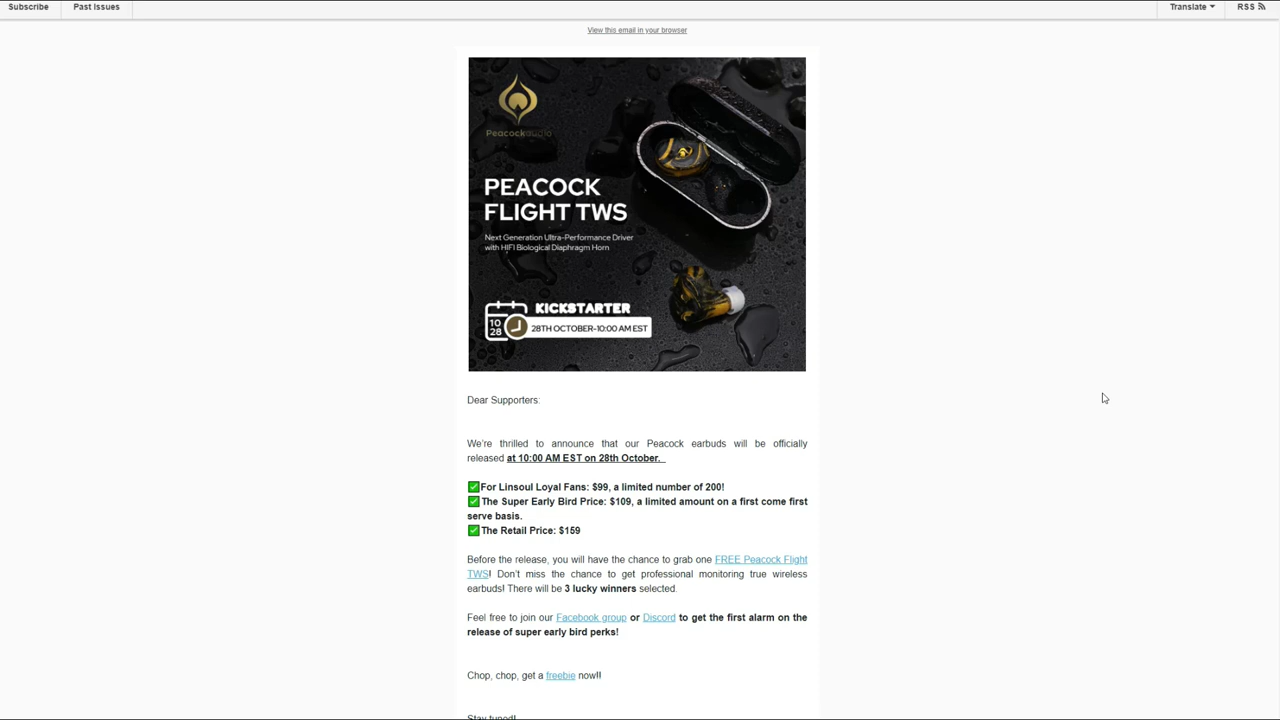 Subscribe
Past Issues
Translate
RSS
View this email in your browser
Peacockaudio
PEACOCK
FLIGHT TWS
Next Generation Ultra-Performance Driver
with HIFI Biological Diaphragm Horn
KICKSTARTER
10
28
28TH OCTOBER-10:00 AM EST
Dear Supporters:
We're thrilled to announce that our Peacock earbuds will be officially
released at 10:00 AM EST on 28th October.
✅For Linsoul Loyal Fans: $99, a limited number of 200!
✅The Super Early Bird Price: $109, a limited amount on a first come first
serve basis.
✅The Retail Price: $159
Before the release, you will have the chance to grab one FREE Peacock Flight
TWS! Don't miss the chance to get professional monitoring true wireless
earbuds! There will be 3 lucky winners selected.
Feel free to join our Facebook group or Discord to get the first alarm on the
release of super early bird perks!
Chop, chop, get a freebie now!!
Stay tuned!